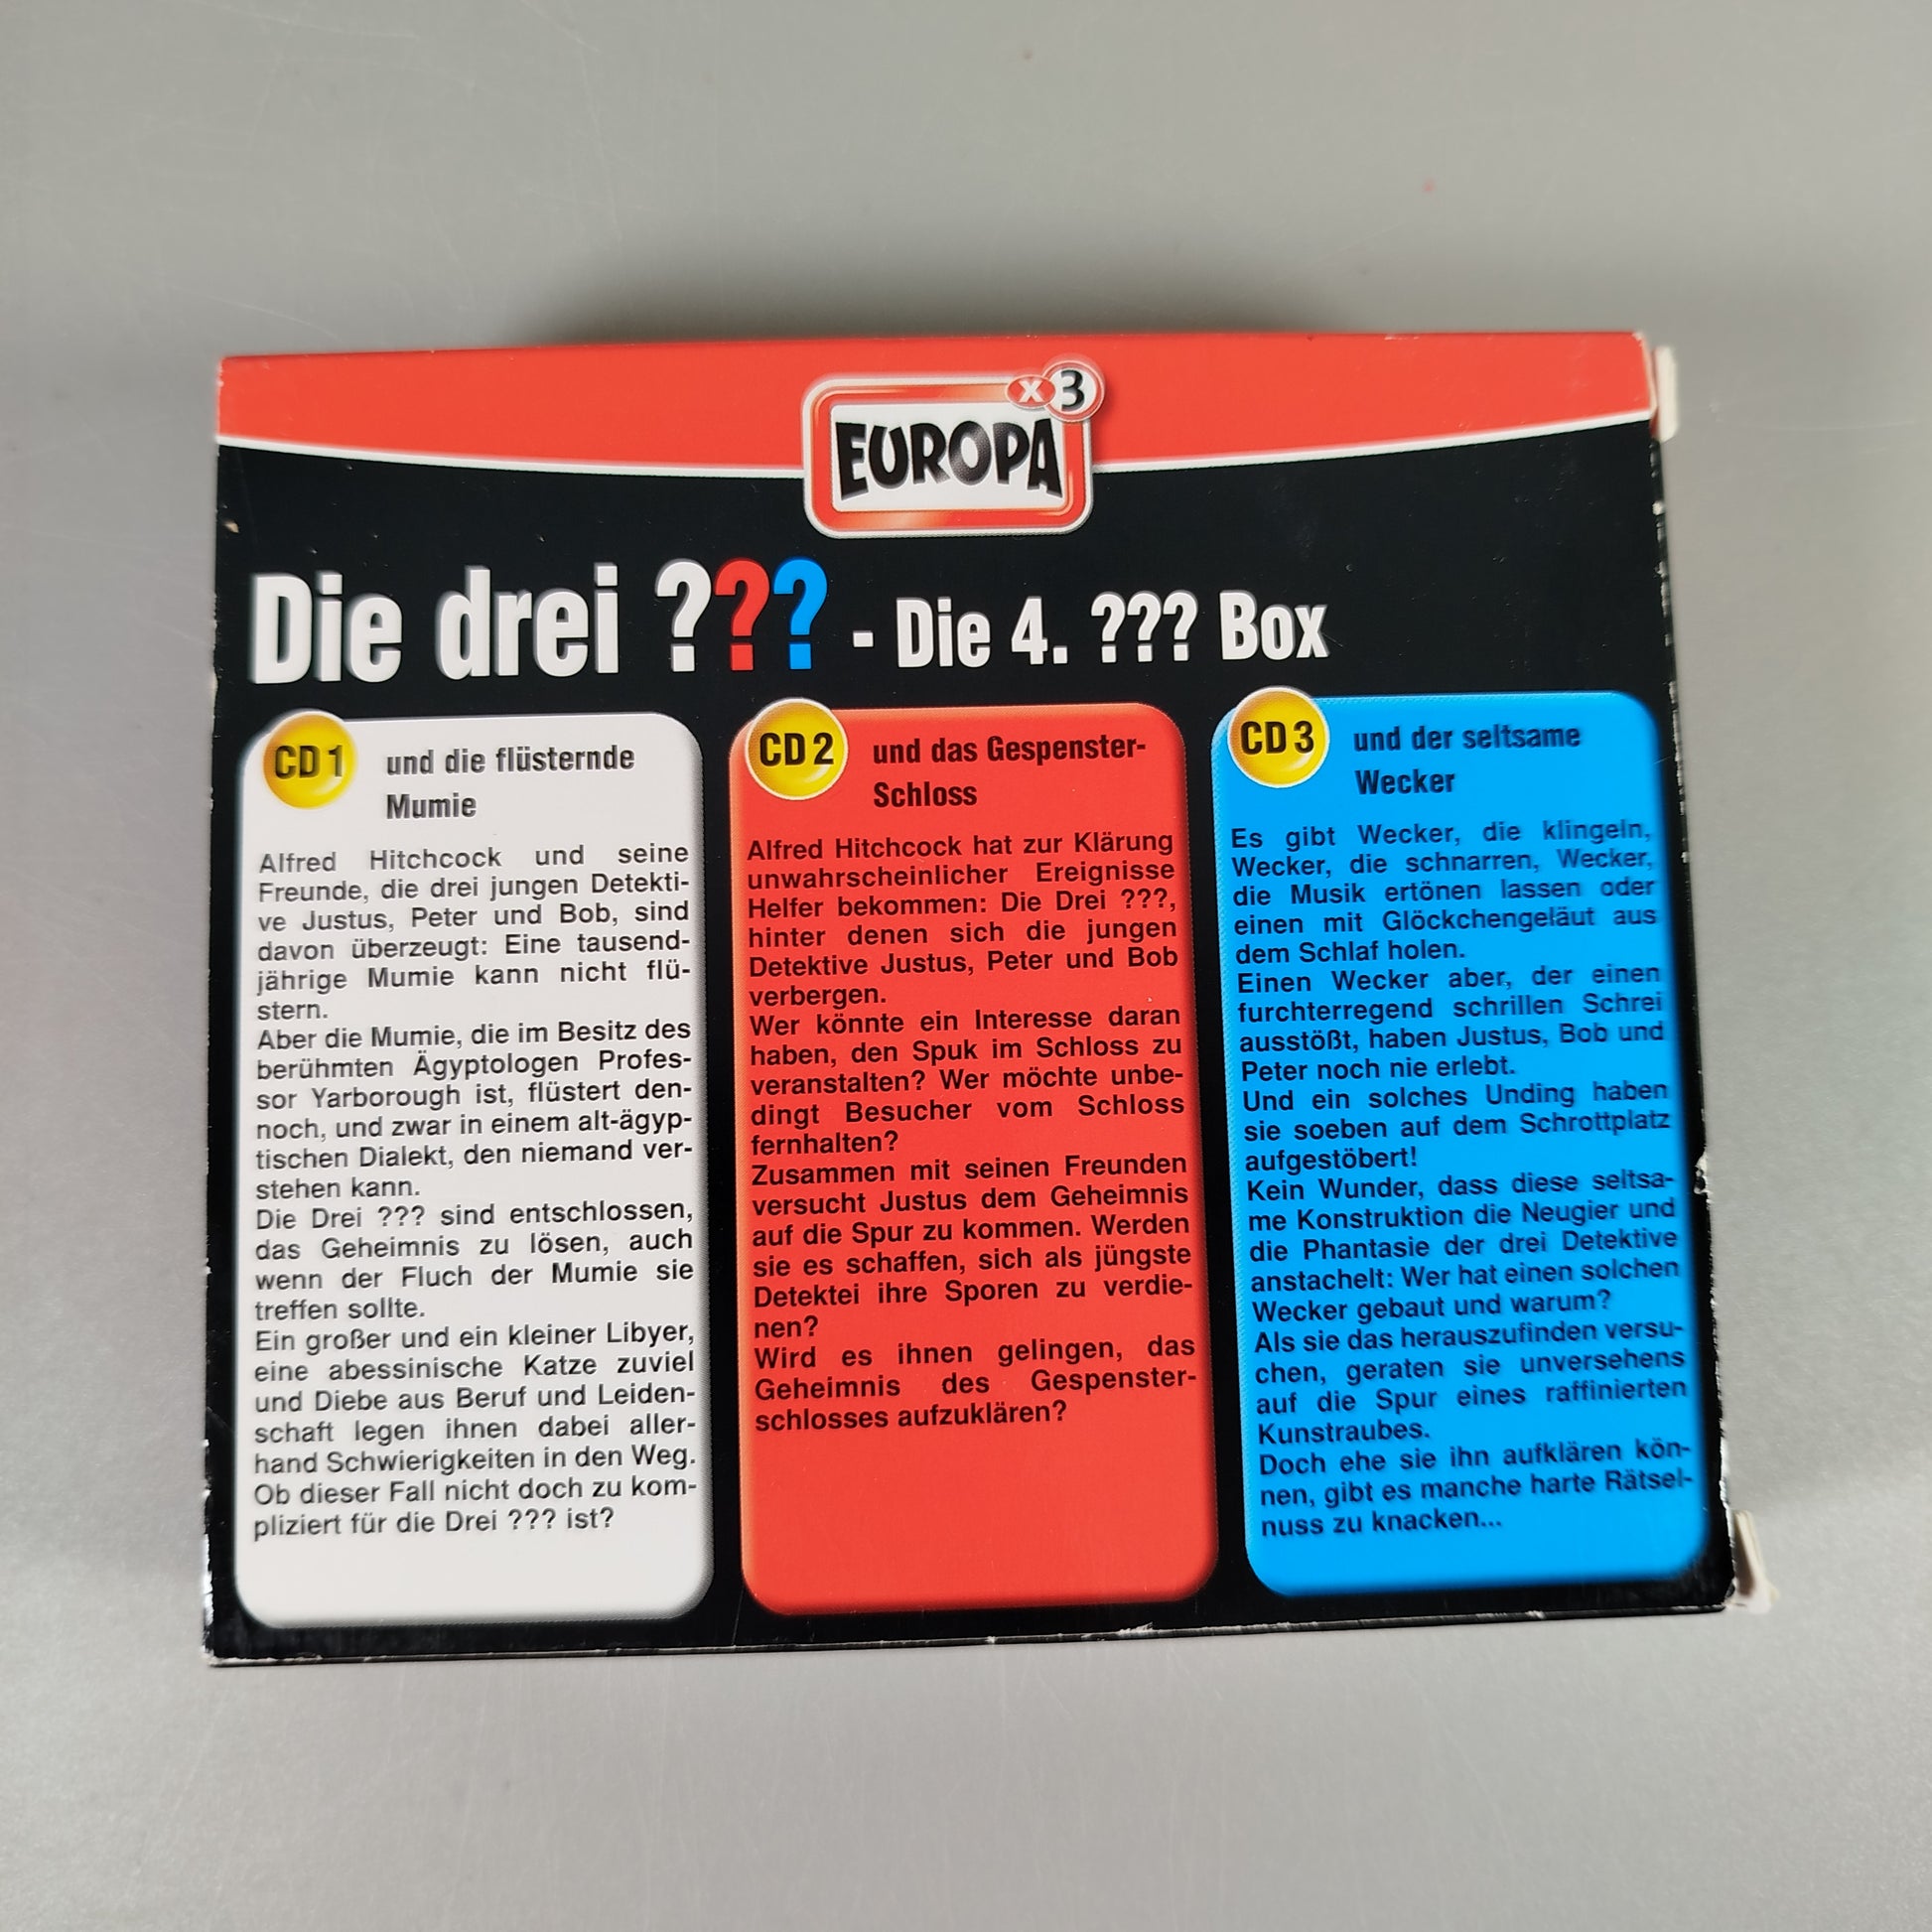 x3
EUROPA
Die drei ??? - Die 4. ??? Box
CD 1
und die flüsternde
Mumie
Alfred Hitchcock und seine
Freunde, die drei jungen Detekti-
ve Justus, Peter und Bob, sind
davon überzeugt: Eine tausend-
jährige Mumie kann nicht flü-
stern.
Aber die Mumie, die im Besitz des
berühmten Ägyptologen Profes-
sor Yarborough ist, flüstert den-
noch, und zwar in einem alt-ägyp-
tischen Dialekt, den niemand ver-
stehen kann.
Die Drei ??? sind entschlossen,
das Geheimnis zu lösen, auch
wenn der Fluch der Mumie sie
treffen sollte.
Ein großer und ein kleiner Libyer,
eine abessinische Katze zuviel
und Diebe aus Beruf und Leiden-
schaft legen ihnen dabei aller-
hand Schwierigkeiten in den Weg.
Ob dieser Fall nicht doch zu kom-
pliziert für die Drei ??? ist?
CD 2
und das Gespenster-
Schloss
Alfred Hitchcock hat zur Klärung
unwahrscheinlicher Ereignisse
Helfer bekommen: Die Drei ???,
hinter denen sich die jungen
Detektive Justus, Peter und Bob
verbergen.
Wer könnte ein Interesse daran
haben, den Spuk im Schloss zu
veranstalten? Wer möchte unbe-
dingt Besucher vom Schloss
fernhalten?
Zusammen mit seinen Freunden
versucht Justus dem Geheimnis
auf die Spur zu kommen. Werden
sie es schaffen, sich als jüngste
Detektei ihre Sporen zu verdie-
nen?
Wird es ihnen gelingen, das
Geheimnis des Gespenster-
schlosses aufzuklären?
CD 3
und der seltsame
Wecker
Es gibt Wecker, die klingeln,
Wecker, die schnarren, Wecker,
die Musik ertönen lassen oder
einen mit Glöckchengeläut aus
dem Schlaf holen.
Einen Wecker aber, der einen
furchterregend schrillen Schrei
ausstößt, haben Justus, Bob und
Peter noch nie erlebt.
Und ein solches Unding haben
sie soeben auf dem Schrottplatz
aufgestöbert!
Kein Wunder, dass diese seltsa-
me Konstruktion die Neugier und
die Phantasie der drei Detektive
anstachelt: Wer hat einen solchen
Wecker gebaut und warum?
Als sie das herauszufinden versu-
chen, geraten sie unversehens
auf die Spur eines raffinierten
Kunstraubes.
Doch ehe sie ihn aufklären kön-
nen, gibt es manche harte Rätsel-
nuss zu knacken...